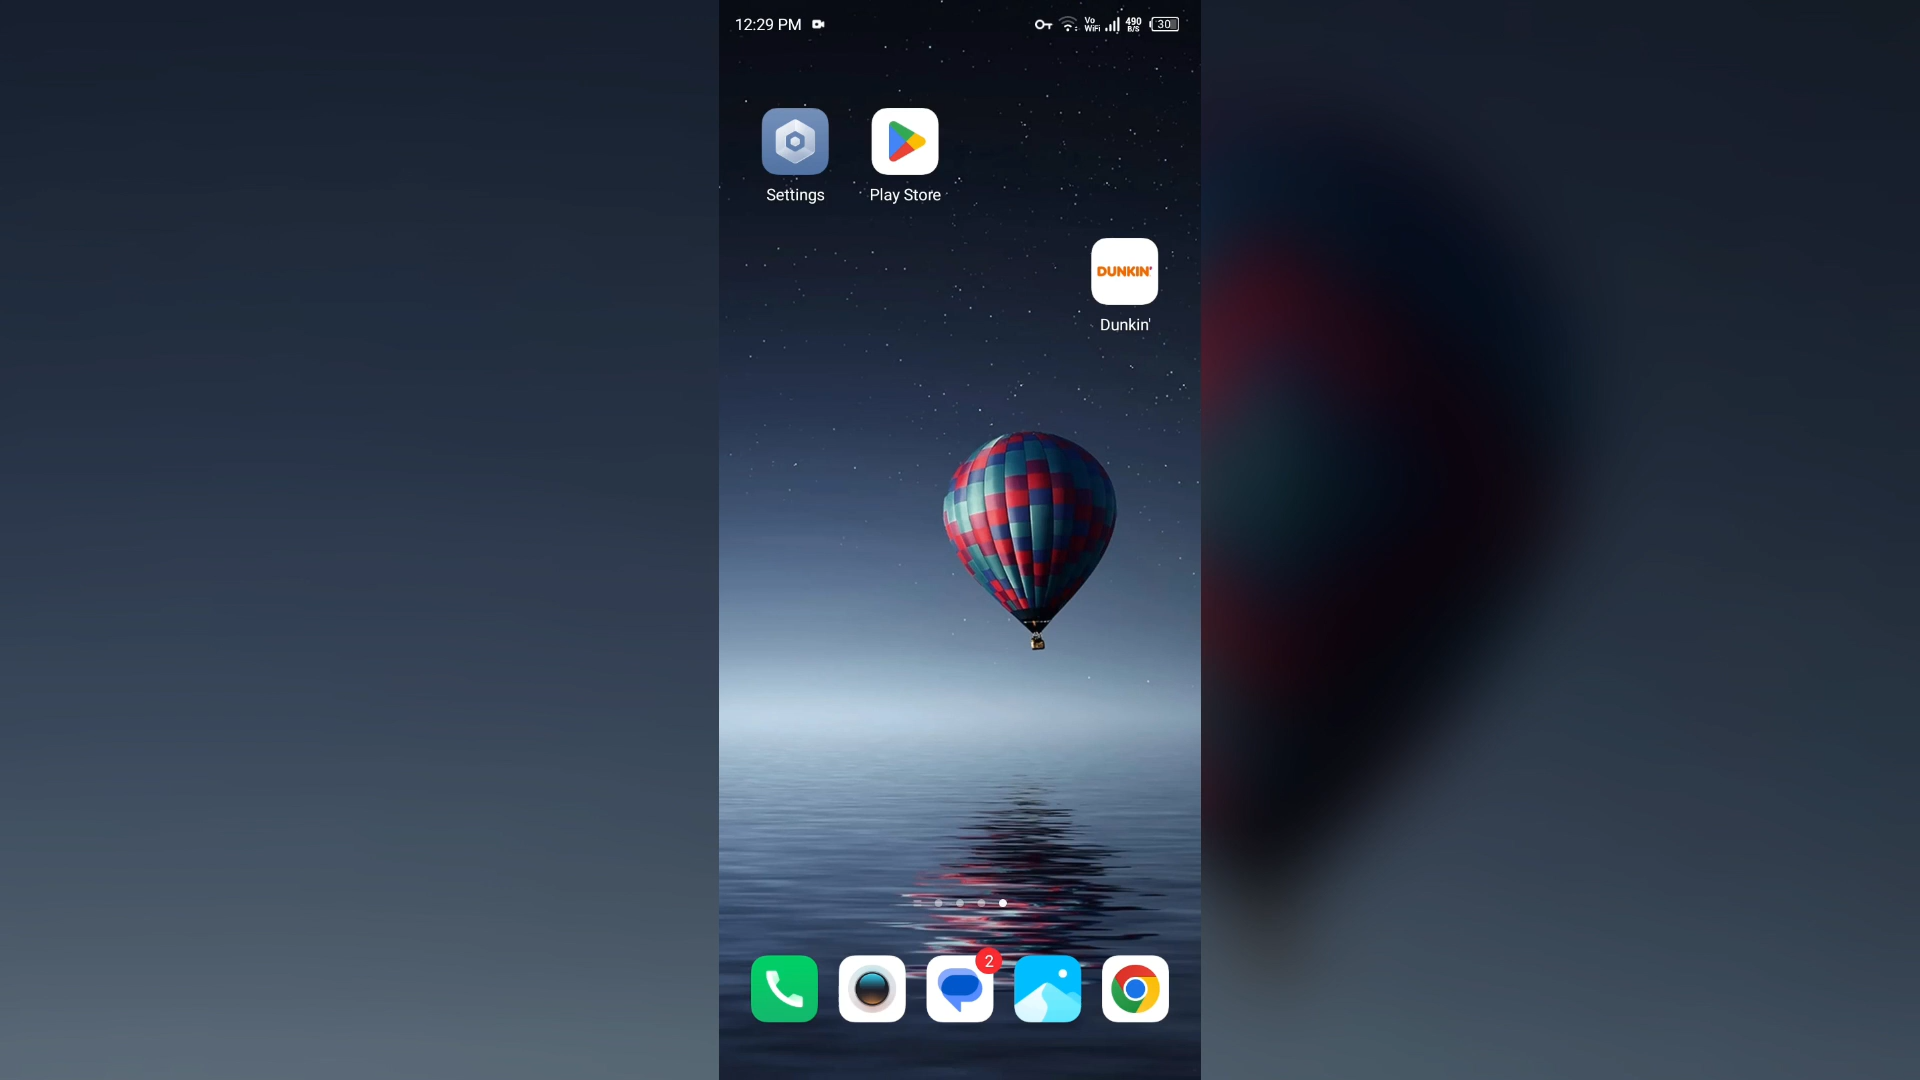 12:29 PM
Vo
WiFi
490
B/S
30
Settings
Play Store
DUNKIN'
Dunkin'
2